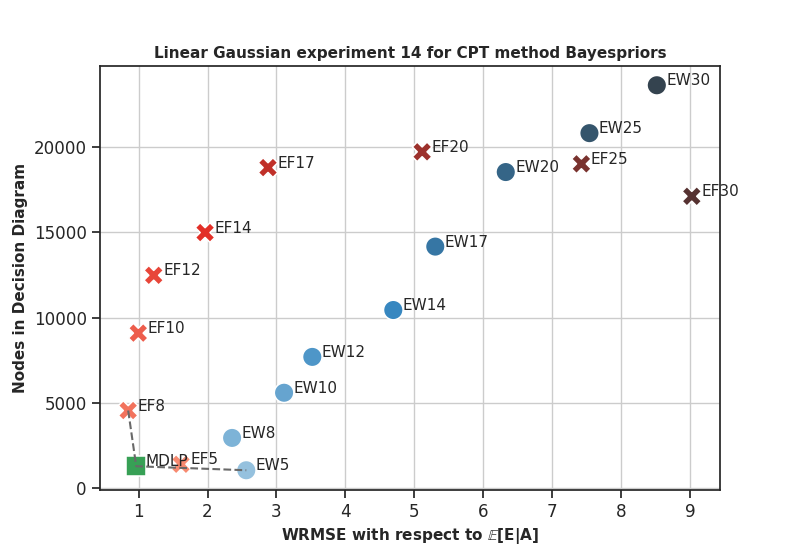 Linear Gaussian experiment 14 for CPT method Bayespriors
Nodes in Decision Diagram
20000
15000
10000
5000
0
EW30
EW25
EF20
EF17
EF25
EW20
EF30
EF14
EW17
EF12
EW14
EF10
EW12
EW10
EF8
EW8
MDLP
EF5
EW5
1 2 3 4 5 6 7 8 9
WRMSE with respect to 𝔼[E|A]